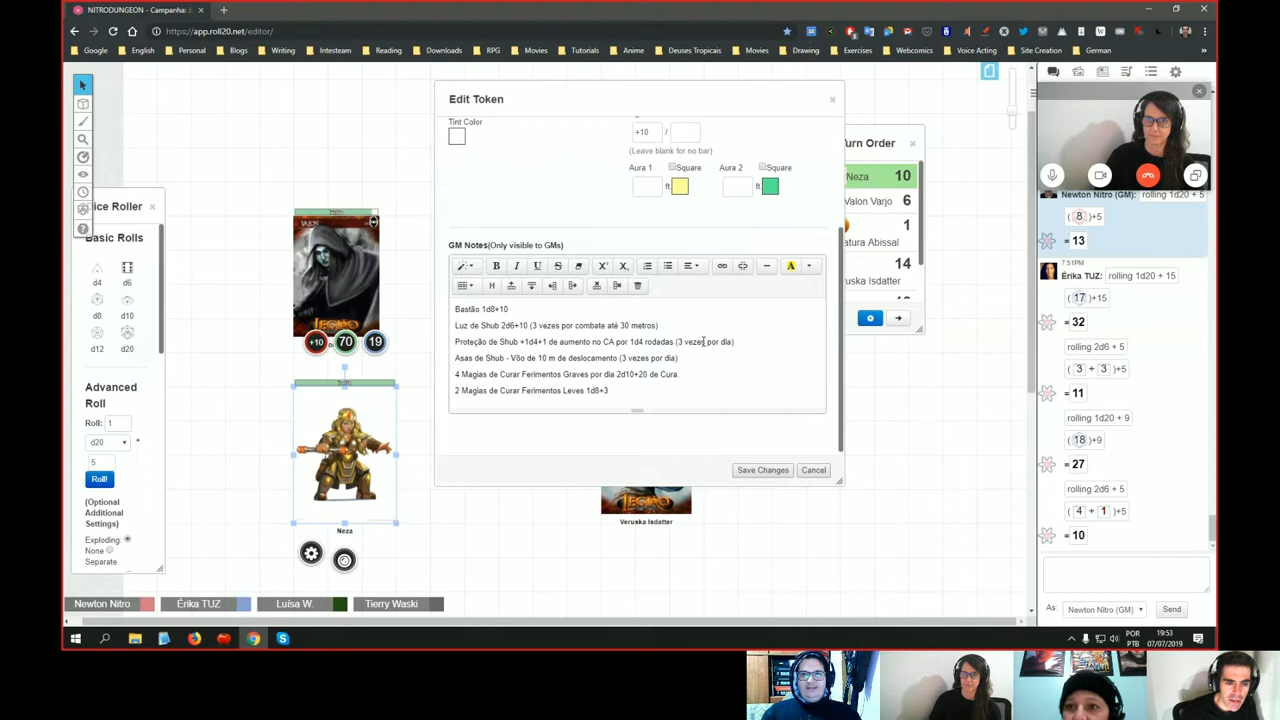 NITRODUNGEON - Campanha: J
https://app.roll20.net/editor/
Google English Personal Blogs Writing Intesteam Reading Downloads RPG Movies Tutorials Anime Deuses Tropicais Movies Drawing Exercises Webcomics Voice Acting Site Creation German
Edit Token
Tint Color
+10 /
(Leave blank for no bar)
Aura 1 Square Aura 2 Square
ft. ft.
GM Notes(Only visible to GMs)
B I U S
H
Bastão 1d8+10
Luz de Shub 2d6+10 (3 vezes por combate até 30 metros)
Proteção de Shub +1d4+1 de aumento no CA por 1d4 rodadas (3 vezes por dia)
Asas de Shub - Vôo de 10 m de deslocamento (3 vezes por dia)
4 Magias de Curar Ferimentos Graves por dia 2d10+20 de Cura.
2 Magias de Curar Ferimentos Leves 1d8+3
Save Changes Cancel
Dice Roller
Basic Rolls
d4 d6
d8 d10
d12 d20
Advanced
Roll
Roll: 1
d20
5
Roll!
(Optional
Additional
Settings)
Exploding:
None
Separate
VALON
LEGIÃO
+10 70 19
Neza
LEGIÃO
Veruska Isdatter
Turn Order
Neza 10
Valon Varjo 6
atura Abissal 1
ruska Isdatter 14
Newton Nitro (GM): rolling 1d20 + 5
(8)+5
= 13
7:51PM
Érika TUZ: rolling 1d20 + 15
(17)+15
= 32
rolling 2d6 + 5
(3 + 3)+5
= 11
rolling 1d20 + 9
(18)+9
= 27
rolling 2d6 + 5
(4 + 1)+5
= 10
As: Newton Nitro (GM) Send
Newton Nitro Érika TUZ Luísa W. Tierry Waski
POR
PTB
19:53
07/07/2019